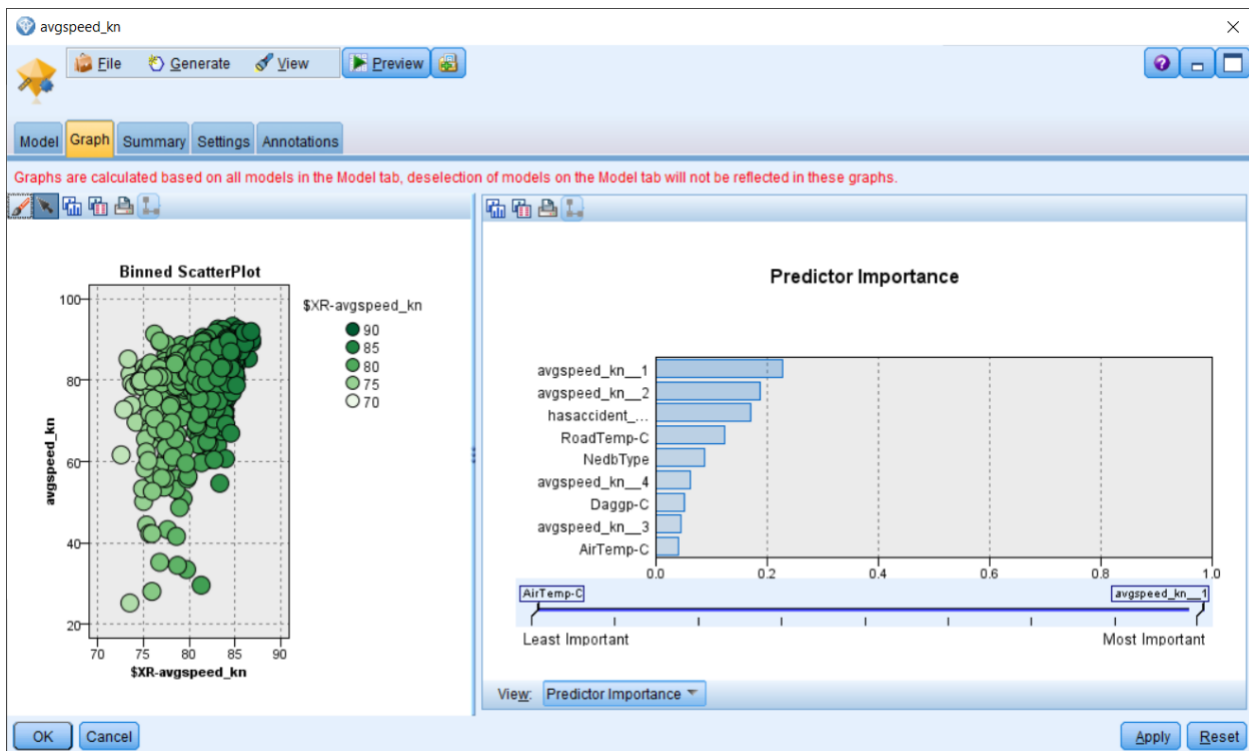 avgspeed_kn
File Generate View Preview
Model Graph Summary Settings Annotations
Graphs are calculated based on all models in the Model tab, deselection of models on the Model tab will not be reflected in these graphs.
Binned ScatterPlot
avgspeed_kn
100
80
60
40
20
70 75 80 85 90
$XR-avgspeed_kn
$XR-avgspeed_kn
90
85
80
75
70
Predictor Importance
avgspeed_kn__1
avgspeed_kn__2
hasaccident_...
RoadTemp-C
NedbType
avgspeed_kn__4
Daggp-C
avgspeed_kn__3
AirTemp-C
0.0 0.2 0.4 0.6 0.8 1.0
AirTemp-C avgspeed_kn__1
Least Important Most Important
View: Predictor Importance
OK Cancel Apply Reset